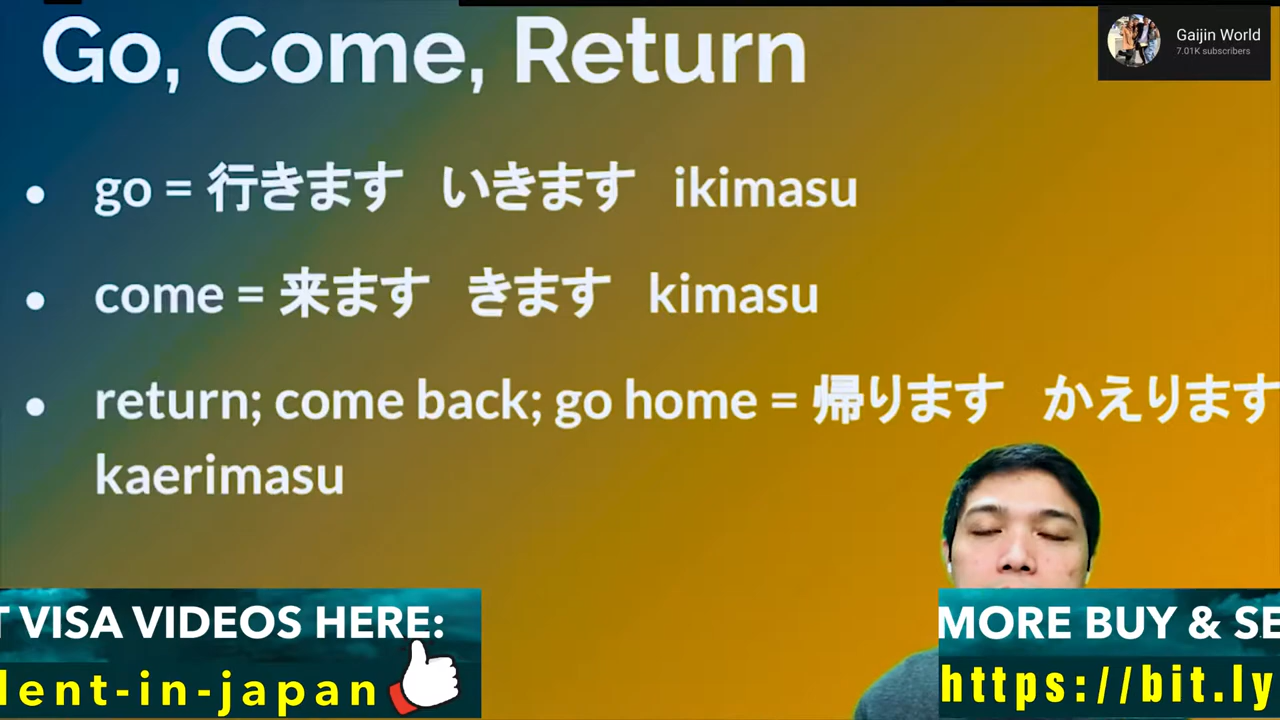 Go, Come, Return
Gaijin World
7.01K subscribers
• go = 行きます いきます ikimasu
• come = 来ます きます kimasu
• return; come back; go home = 帰ります かえります
kaerimasu
VISA VIDEOS HERE:
lent-in-japan
MORE BUY & SE
https://bit.ly